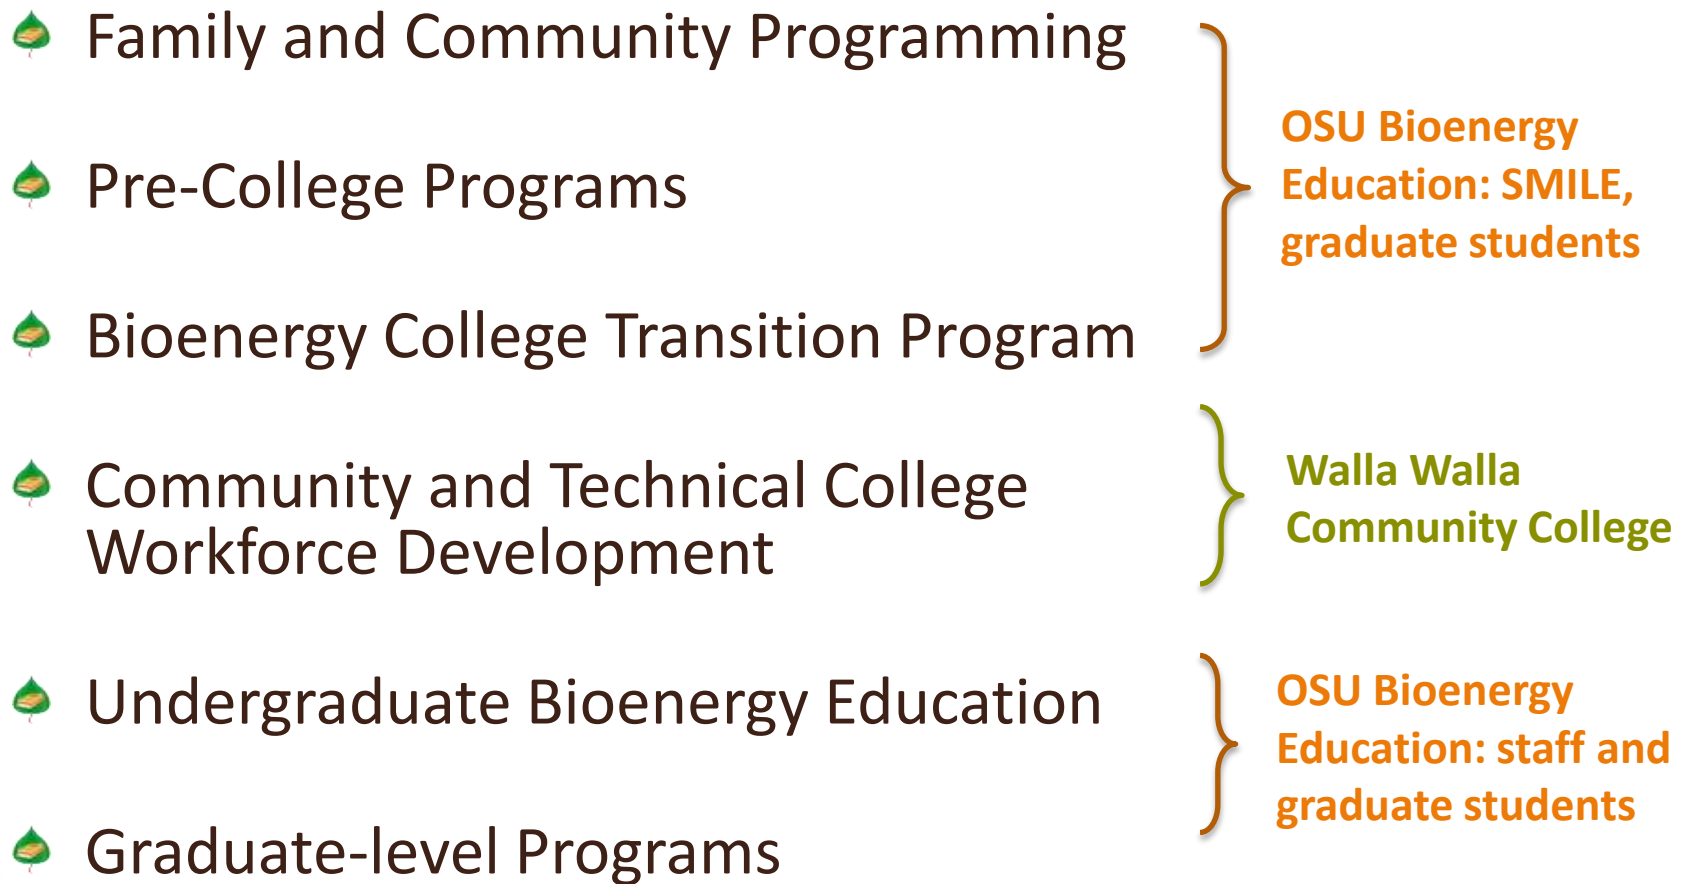 Family and Community Programming
Pre-College Programs
Bioenergy College Transition Program
OSU Bioenergy
Education: SMILE,
graduate students
Community and Technical College
Workforce Development
Walla Walla
Community College
Undergraduate Bioenergy Education
Graduate-level Programs
OSU Bioenergy
Education: staff and
graduate students